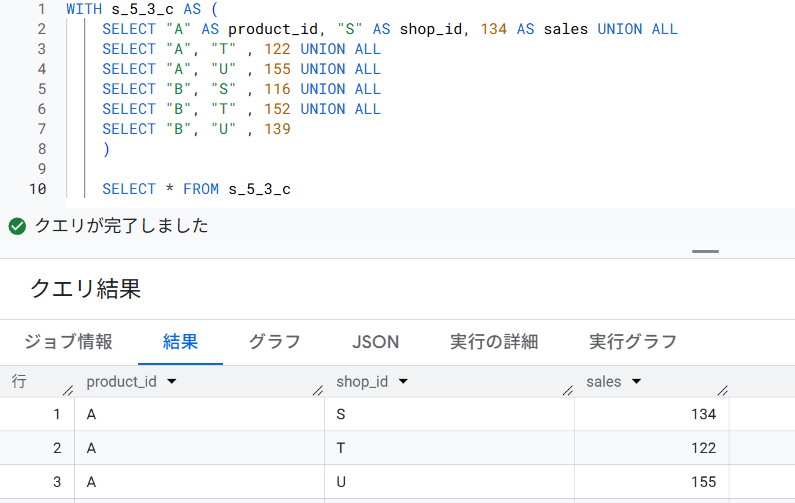 1 WITH s_5_3_c AS (
2 SELECT "A" AS product_id, "S" AS shop_id, 134 AS sales UNION ALL
3 SELECT "A", "T" , 122 UNION ALL
4 SELECT "A", "U" , 155 UNION ALL
5 SELECT "B", "S" , 116 UNION ALL
6 SELECT "B", "T" , 152 UNION ALL
7 SELECT "B", "U" , 139
8 )
9
10 SELECT * FROM s_5_3_c
クエリが完了しました
クエリ結果
ジョブ情報 結果 グラフ JSON 実行の詳細 実行グラフ
行 product_id shop_id sales
1 A S 134
2 A T 122
3 A U 155